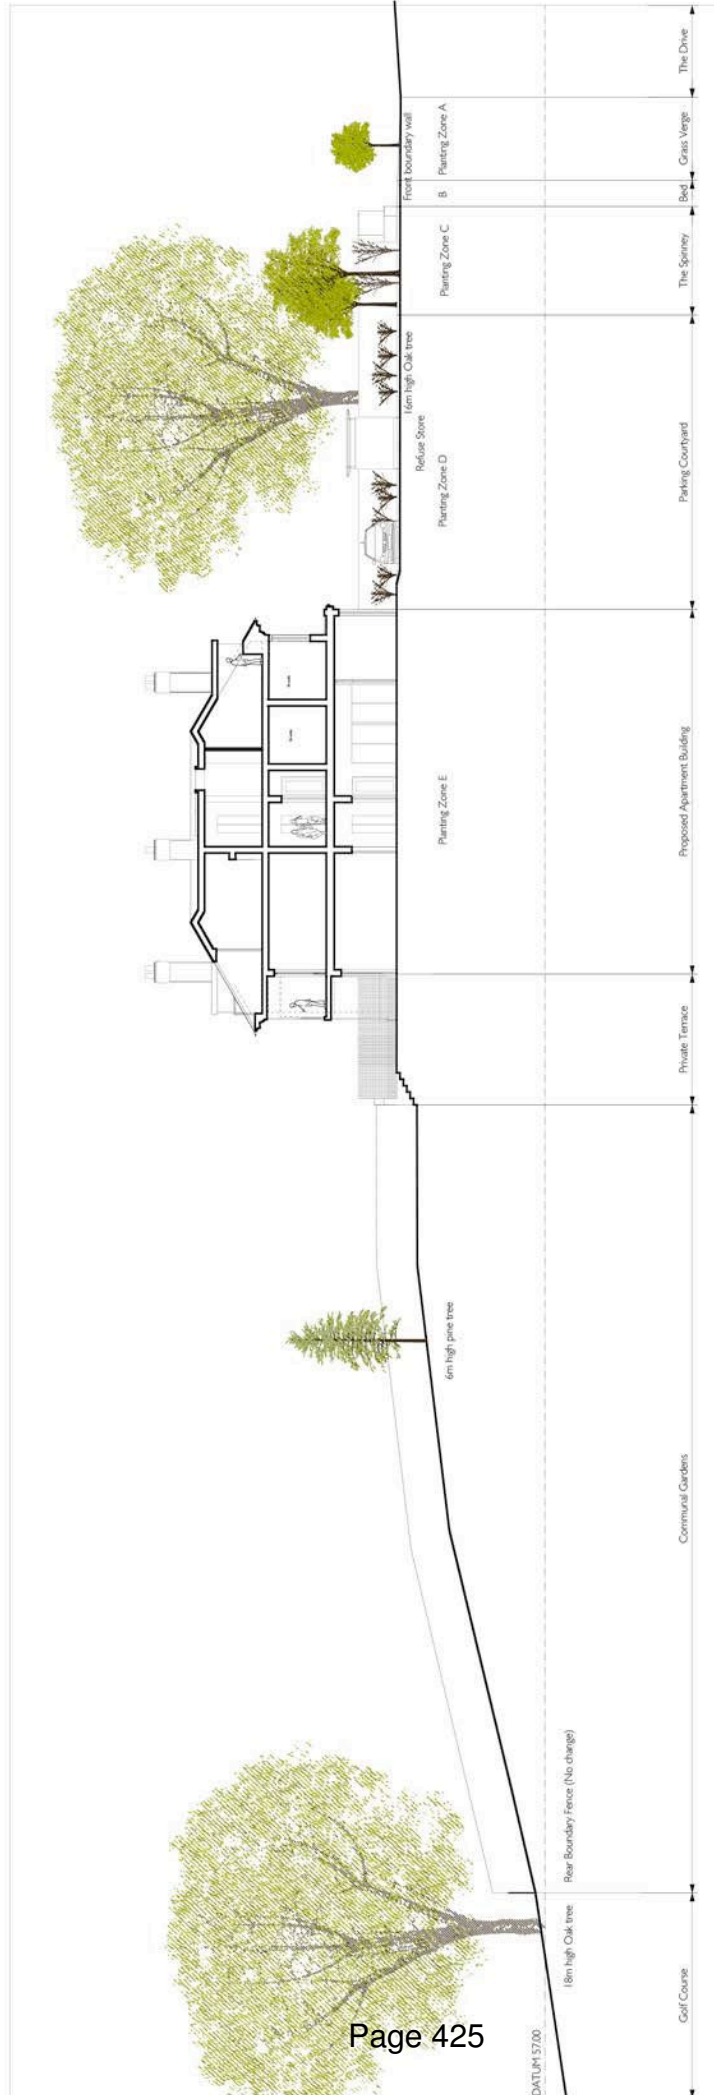 Golf Course
Communal Gardens
Private Terrace
Proposed Apartment Building
Parking Courtyard
The Spinney
Bed
Grass Verge
The Drive
DATUM 57.00
18m high Oak tree
Rear Boundary Fence (No change)
6m high pine tree
Planting Zone E
Planting Zone D
Refuse Store
16m high Oak tree
Planting Zone C
B
Planting Zone A
Front boundary wall
Page 425